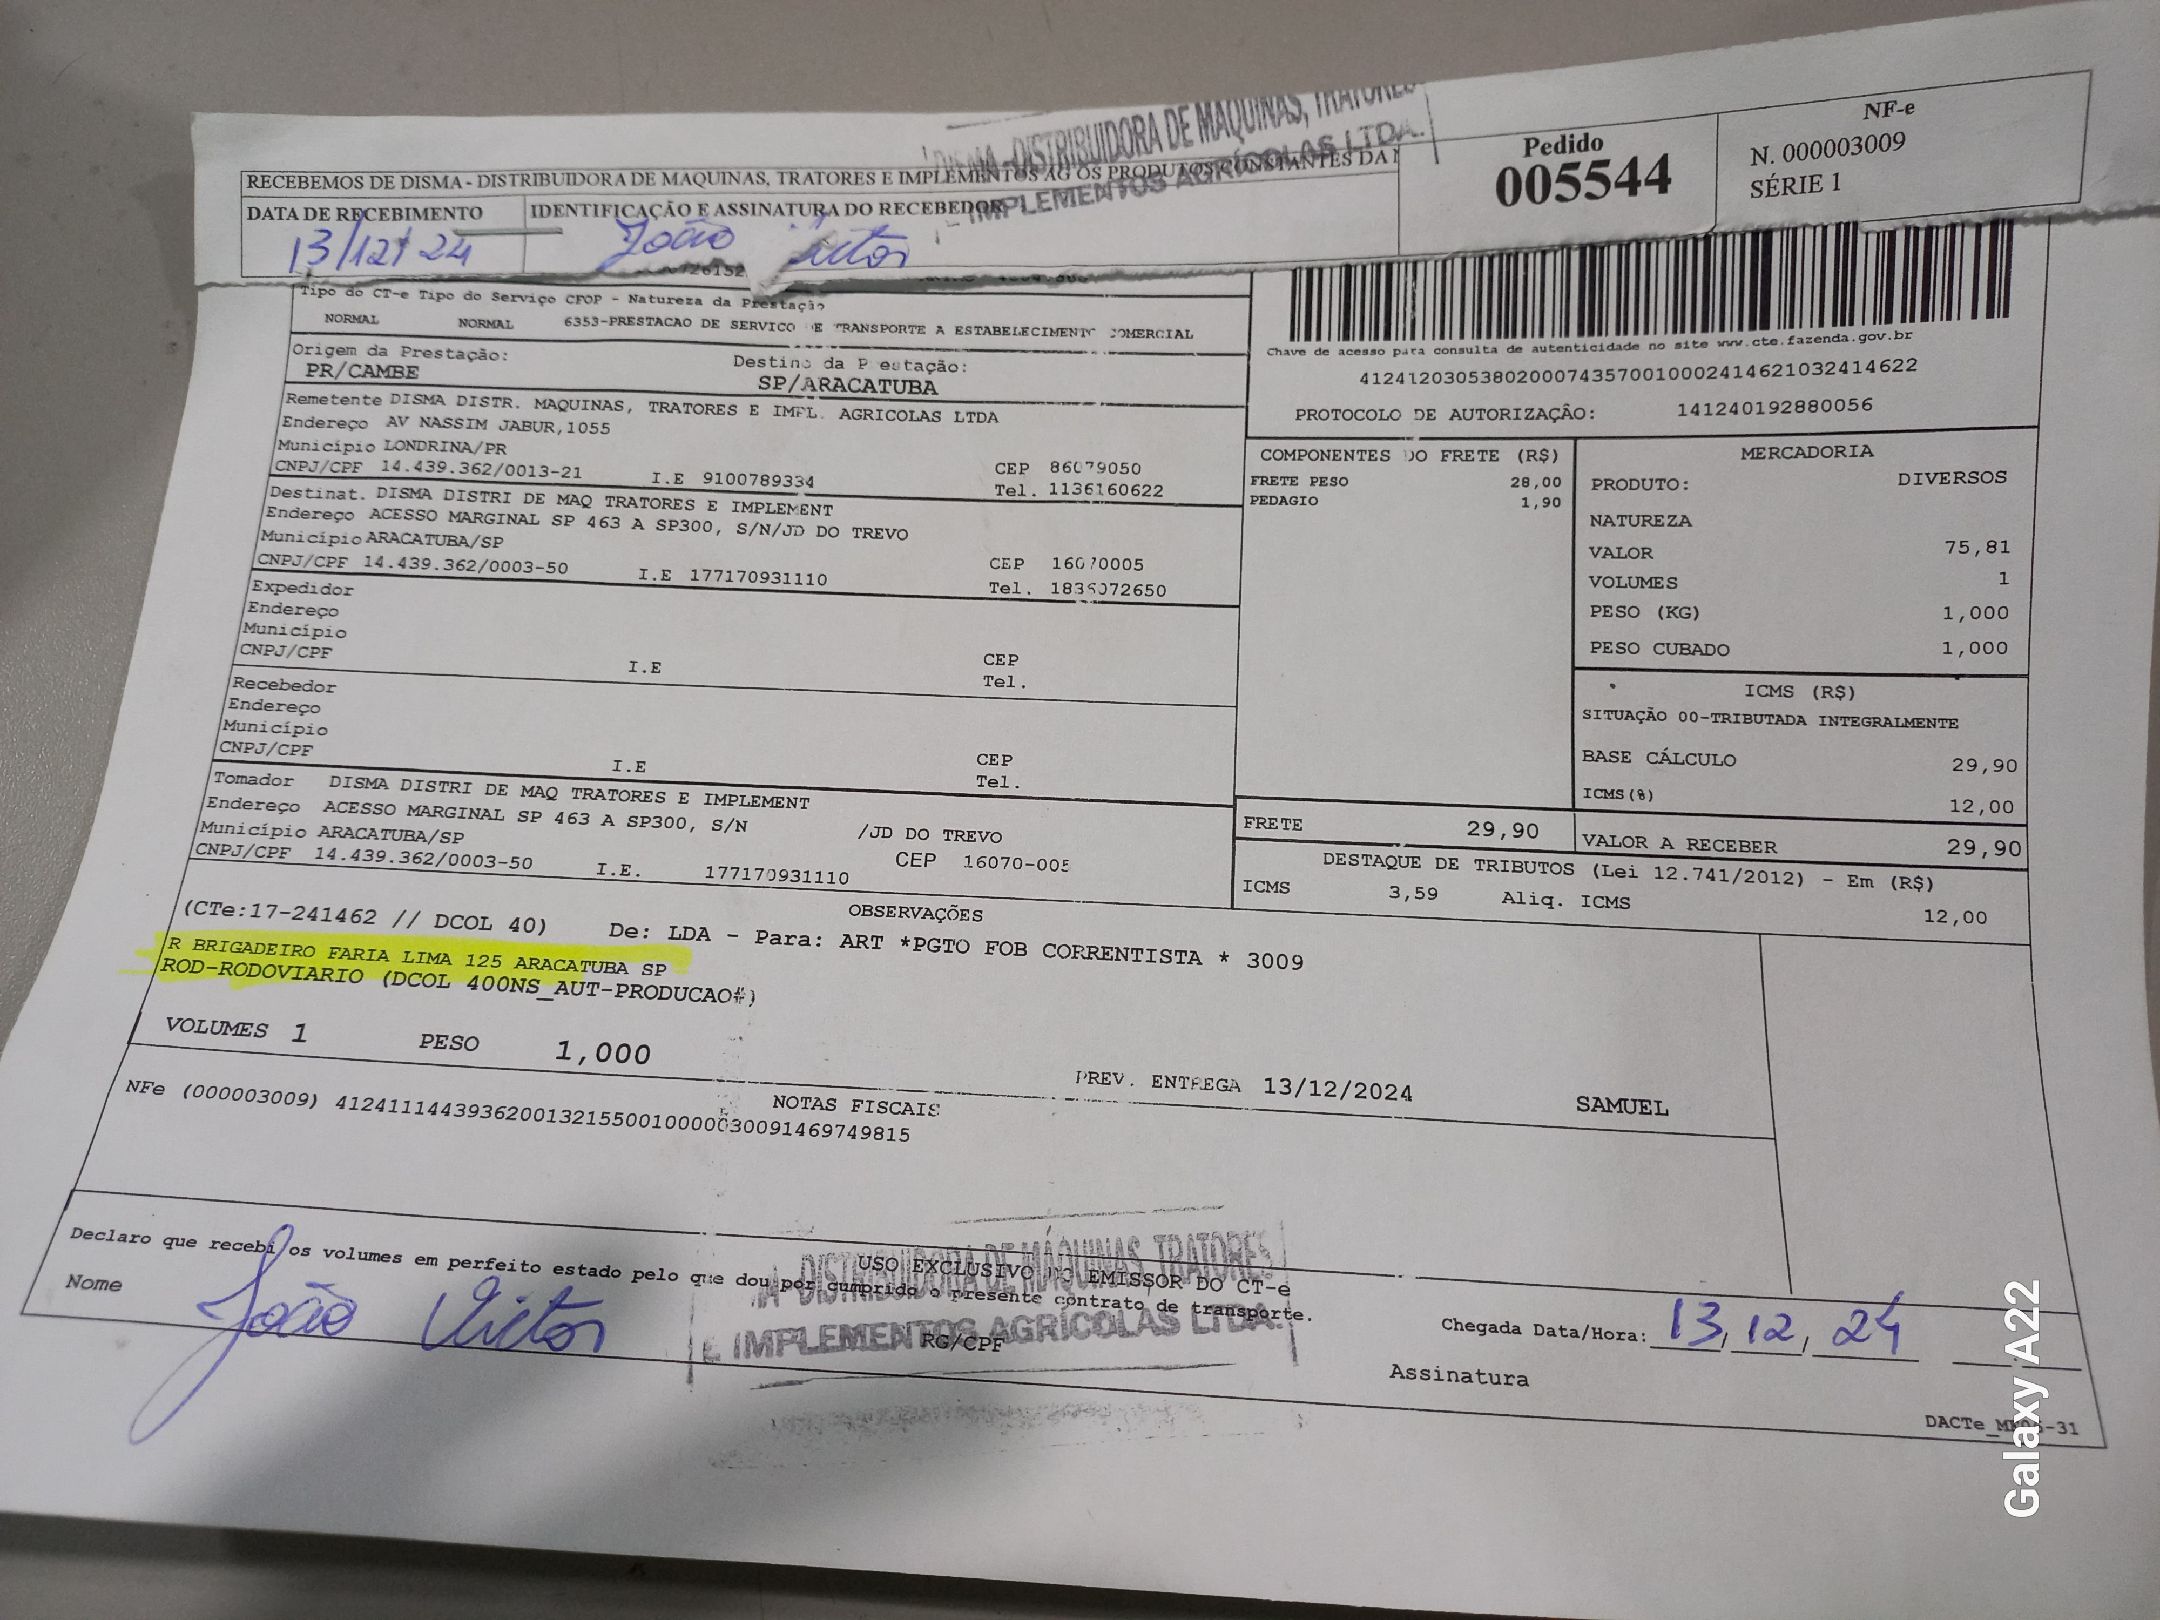 DISTRIBUIDORA DE MAQUINAS, TRATORES
IMPLEMENTOS AGRÍCOLAS LTDA.
RECEBEMOS DE DISMA - DISTRIBUIDORA DE MAQUINAS, TRATORES E IMPLEMENTOS AG OS PRODUTOS CONSTANTES DA
DATA DE RECEBIMENTO IDENTIFICAÇÃO E ASSINATURA DO RECEBEDOR
13/12/24 João Victor
Pedido
005544
NF-e
N. 000003009
SÉRIE 1
Tipo do CT-e Tipo do Serviço CFOP - Natureza da Prestação
NORMAL NORMAL 6353-PRESTACAO DE SERVICO DE TRANSPORTE A ESTABELECIMENTO COMERCIAL
Origem da Prestação: Destino da Prestação:
PR/CAMBE SP/ARACATUBA
Chave de acesso para consulta de autenticidade no site www.cte.fazenda.gov.br
41241203053802000743570010002414621032414622
PROTOCOLO DE AUTORIZAÇÃO: 141240192880056
Remetente DISMA DISTR. MAQUINAS, TRATORES E IMPL. AGRICOLAS LTDA
Endereço AV NASSIM JABUR,1055
Município LONDRINA/PR
CNPJ/CPF 14.439.362/0013-21 I.E 9100789334
CEP 86079050
Tel. 1136160622
Destinat. DISMA DISTRI DE MAQ TRATORES E IMPLEMENT
Endereço ACESSO MARGINAL SP 463 A SP300, S/N/JD DO TREVO
Município ARACATUBA/SP
CNPJ/CPF 14.439.362/0003-50 I.E 177170931110
CEP 16070005
Tel. 1836072650
Expedidor
Endereço
Município
CNPJ/CPF I.E
CEP
Tel.
Recebedor
Endereço
Município
CNPJ/CPF I.E
CEP
Tel.
Tomador DISMA DISTRI DE MAQ TRATORES E IMPLEMENT
Endereço ACESSO MARGINAL SP 463 A SP300, S/N /JD DO TREVO
Município ARACATUBA/SP CEP 16070-005
CNPJ/CPF 14.439.362/0003-50 I.E. 177170931110
COMPONENTES DO FRETE (R$)
FRETE PESO 28,00
PEDAGIO 1,90
MERCADORIA
PRODUTO: DIVERSOS
NATUREZA
VALOR 75,81
VOLUMES 1
PESO (KG) 1,000
PESO CUBADO 1,000
ICMS (R$)
SITUAÇÃO 00-TRIBUTADA INTEGRALMENTE
BASE CÁLCULO 29,90
ICMS(%) 12,00
FRETE 29,90 VALOR A RECEBER 29,90
DESTAQUE DE TRIBUTOS (Lei 12.741/2012) - Em (R$)
ICMS 3,59 Aliq. ICMS 12,00
OBSERVAÇÕES
(CTe:17-241462 // DCOL 40) De: LDA - Para: ART *PGTO FOB CORRENTISTA * 3009
R BRIGADEIRO FARIA LIMA 125 ARACATUBA SP
ROD-RODOVIARIO (DCOL 400NS_AUT-PRODUCAO#)
VOLUMES 1 PESO 1,000
PREV. ENTREGA 13/12/2024 SAMUEL
NOTAS FISCAIS
NFe (000003009) 41241114439362001321550010000030091469749815
DISTRIBUIDORA DE MÁQUINAS, TRATORES
E IMPLEMENTOS AGRÍCOLAS LTDA.
USO EXCLUSIVO DO EMISSOR DO CT-e
Declaro que recebi os volumes em perfeito estado pelo que dou por cumprido o presente contrato de transporte.
Nome João Victor RG/CPF
Chegada Data/Hora: 13, 12, 24
Assinatura
Galaxy A22